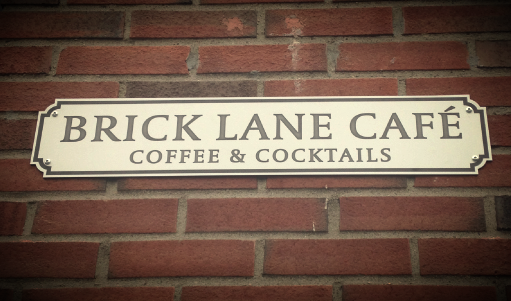 BRICK LANE CAFÉ
COFFEE & COCKTAILS